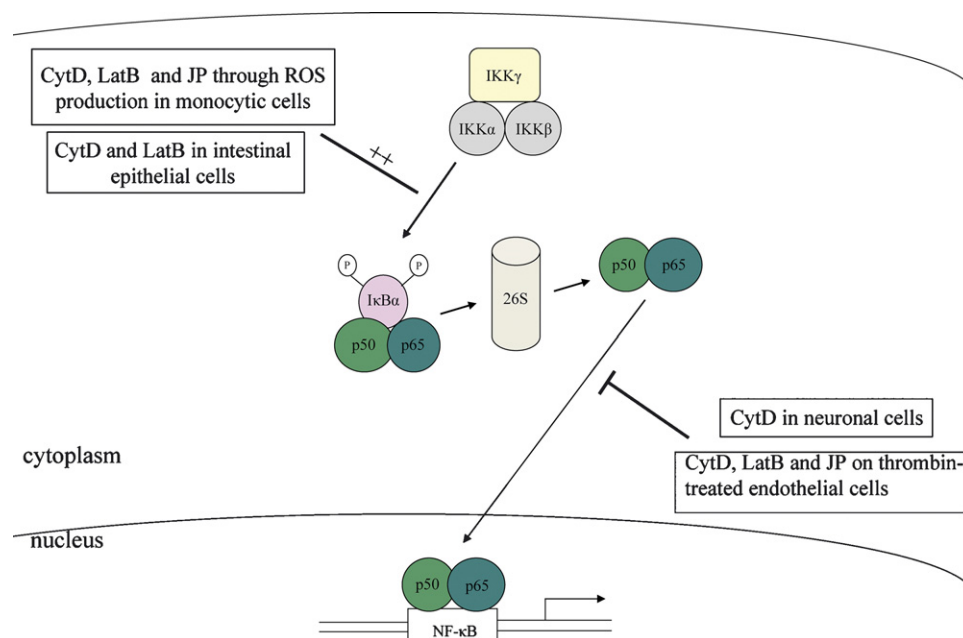 CytD, LatB and JP through ROS
production in monocytic cells
CytD and LatB in intestinal
epithelial cells
++
IKKγ
IKKα
IKKβ
P
P
IκBα
p50
p65
26S
p50
p65
CytD in neuronal cells
CytD, LatB and JP on thrombin-
treated endothelial cells
cytoplasm
nucleus
p50
p65
NF-κB